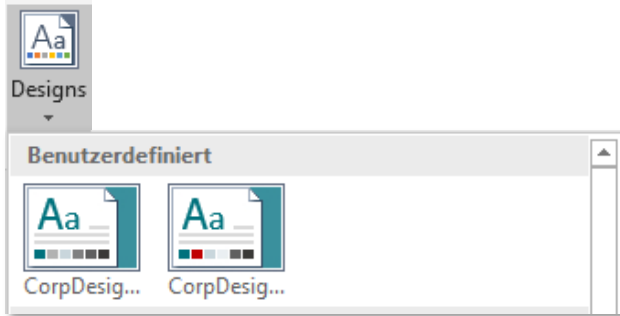 Aa
Designs
Benutzerdefiniert
Aa Aa
CorpDesig... CorpDesig...